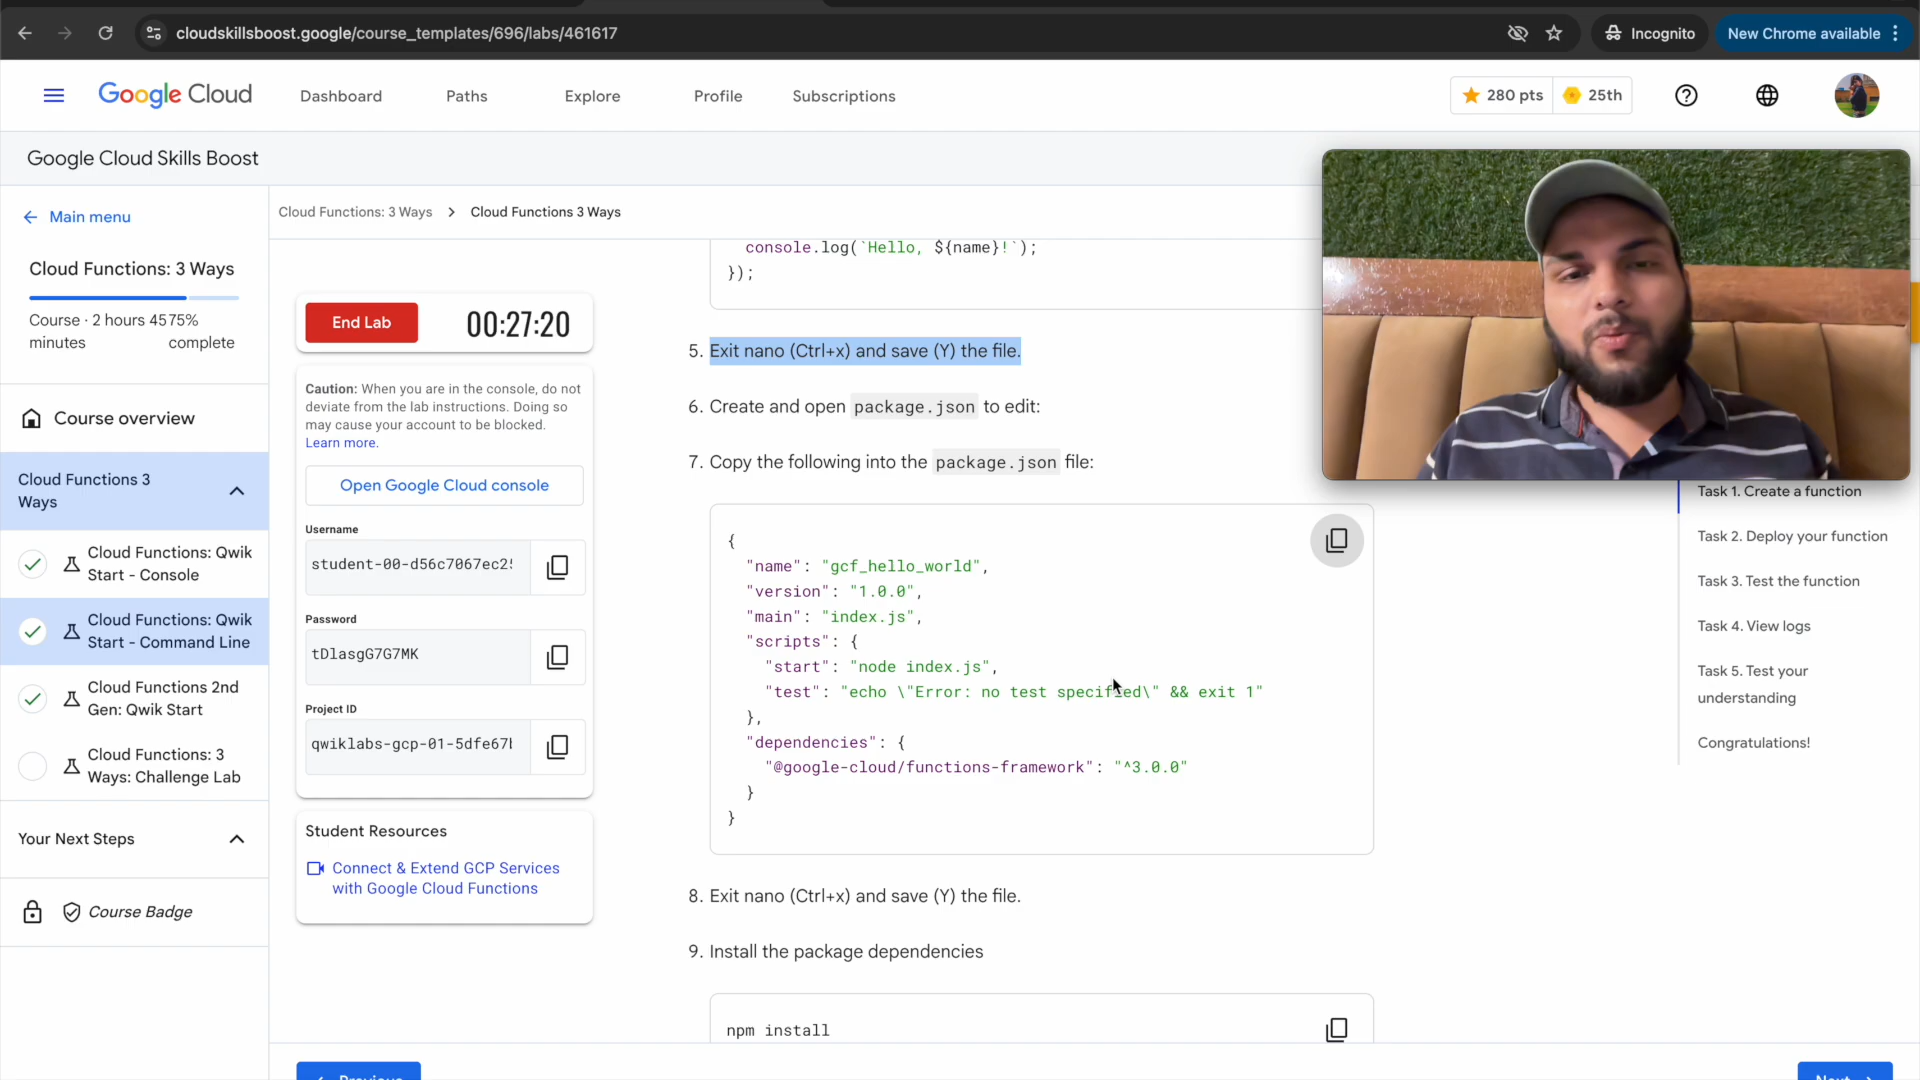 cloudskillsboost.google/course_templates/696/labs/461617
Incognito
New Chrome available
Google Cloud
Dashboard
Paths
Explore
Profile
Subscriptions
280 pts
25th
Google Cloud Skills Boost
Main menu
Cloud Functions: 3 Ways
Course · 2 hours 45 minutes
75% complete
Course overview
Cloud Functions 3 Ways
Cloud Functions: Qwik Start - Console
Cloud Functions: Qwik Start - Command Line
Cloud Functions 2nd Gen: Qwik Start
Cloud Functions: 3 Ways: Challenge Lab
Your Next Steps
Course Badge
Cloud Functions: 3 Ways > Cloud Functions 3 Ways
End Lab
00:27:20
Caution: When you are in the console, do not
deviate from the lab instructions. Doing so
may cause your account to be blocked.
Learn more.
Open Google Cloud console
Username
student-00-d56c7067ec2
Password
tDlasgG7G7MK
Project ID
qwiklabs-gcp-01-5dfe67
Student Resources
Connect & Extend GCP Services
with Google Cloud Functions
console.log(`Hello, ${name}!`);
});
5. Exit nano (Ctrl+x) and save (Y) the file.
6. Create and open package.json to edit:
7. Copy the following into the package.json file:
{
"name": "gcf_hello_world",
"version": "1.0.0",
"main": "index.js",
"scripts": {
"start": "node index.js",
"test": "echo \"Error: no test specified\" && exit 1"
},
"dependencies": {
"@google-cloud/functions-framework": "^3.0.0"
}
}
8. Exit nano (Ctrl+x) and save (Y) the file.
9. Install the package dependencies
npm install
Previous
Task 1. Create a function
Task 2. Deploy your function
Task 3. Test the function
Task 4. View logs
Task 5. Test your
understanding
Congratulations!
Next